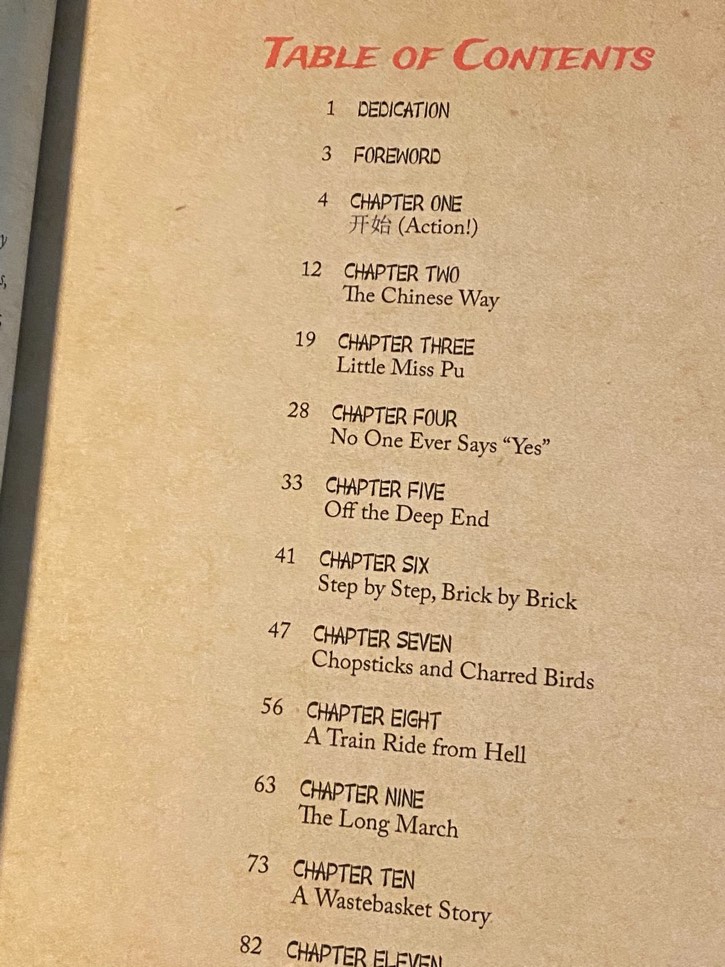 TABLE OF CONTENTS
1 DEDICATION
3 FOREWORD
4 CHAPTER ONE
开始 (Action!)
12 CHAPTER TWO
The Chinese Way
19 CHAPTER THREE
Little Miss Pu
28 CHAPTER FOUR
No One Ever Says “Yes”
33 CHAPTER FIVE
Off the Deep End
41 CHAPTER SIX
Step by Step, Brick by Brick
47 CHAPTER SEVEN
Chopsticks and Charred Birds
56 CHAPTER EIGHT
A Train Ride from Hell
63 CHAPTER NINE
The Long March
73 CHAPTER TEN
A Wastebasket Story
82 CHAPTER ELEVEN